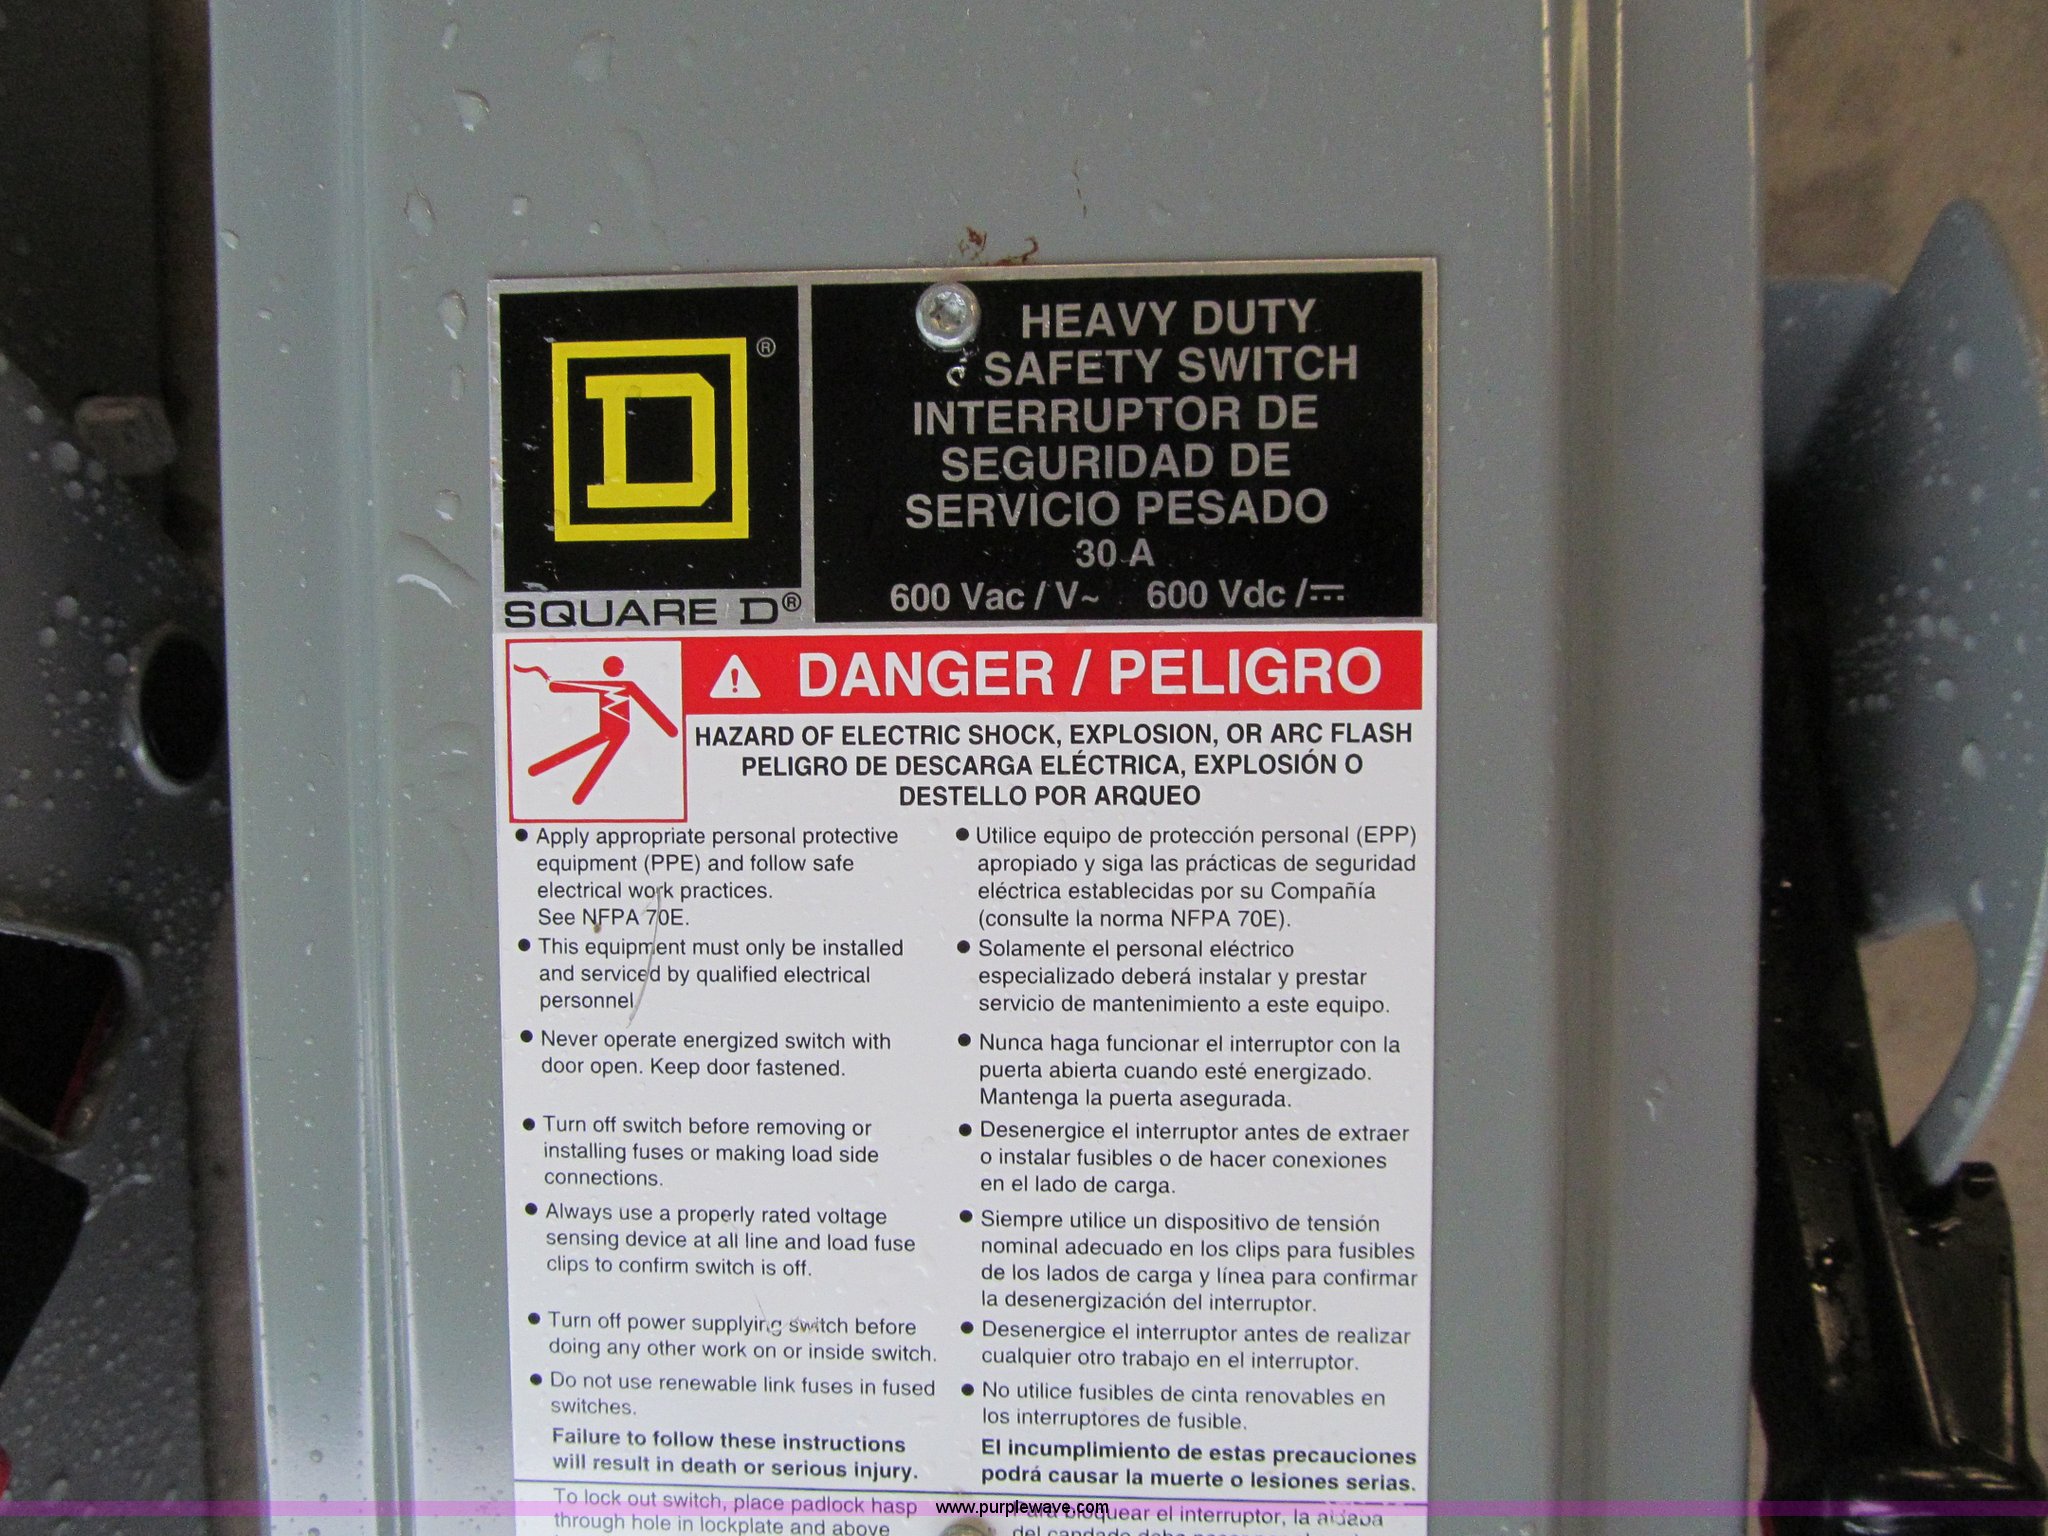 D ®
SQUARE D®
HEAVY DUTY
SAFETY SWITCH
INTERRUPTOR DE
SEGURIDAD DE
SERVICIO PESADO
30 A
600 Vac / V~ 600 Vdc / ⎓
DANGER / PELIGRO
HAZARD OF ELECTRIC SHOCK, EXPLOSION, OR ARC FLASH
PELIGRO DE DESCARGA ELÉCTRICA, EXPLOSIÓN O
DESTELLO POR ARQUEO
● Apply appropriate personal protective
equipment (PPE) and follow safe
electrical work practices.
See NFPA 70E.
● This equipment must only be installed
and serviced by qualified electrical
personnel
● Never operate energized switch with
door open. Keep door fastened.
● Turn off switch before removing or
installing fuses or making load side
connections.
● Always use a properly rated voltage
sensing device at all line and load fuse
clips to confirm switch is off.
● Turn off power supplying switch before
doing any other work on or inside switch.
● Do not use renewable link fuses in fused
switches.
Failure to follow these instructions
will result in death or serious injury.
To lock out switch, place padlock hasp
through hole in lockplate and above
● Utilice equipo de protección personal (EPP)
apropiado y siga las prácticas de seguridad
eléctrica establecidas por su Compañía
(consulte la norma NFPA 70E).
● Solamente el personal eléctrico
especializado deberá instalar y prestar
servicio de mantenimiento a este equipo.
● Nunca haga funcionar el interruptor con la
puerta abierta cuando esté energizado.
Mantenga la puerta asegurada.
● Desenergice el interruptor antes de extraer
o instalar fusibles o de hacer conexiones
en el lado de carga.
● Siempre utilice un dispositivo de tensión
nominal adecuado en los clips para fusibles
de los lados de carga y línea para confirmar
la desenergización del interruptor.
● Desenergice el interruptor antes de realizar
cualquier otro trabajo en el interruptor.
● No utilice fusibles de cinta renovables en
los interruptores de fusible.
El incumplimiento de estas precauciones
podrá causar la muerte o lesiones serias.
Para bloquear el interruptor, la aldaba
del candado debe
www.purplewave.com